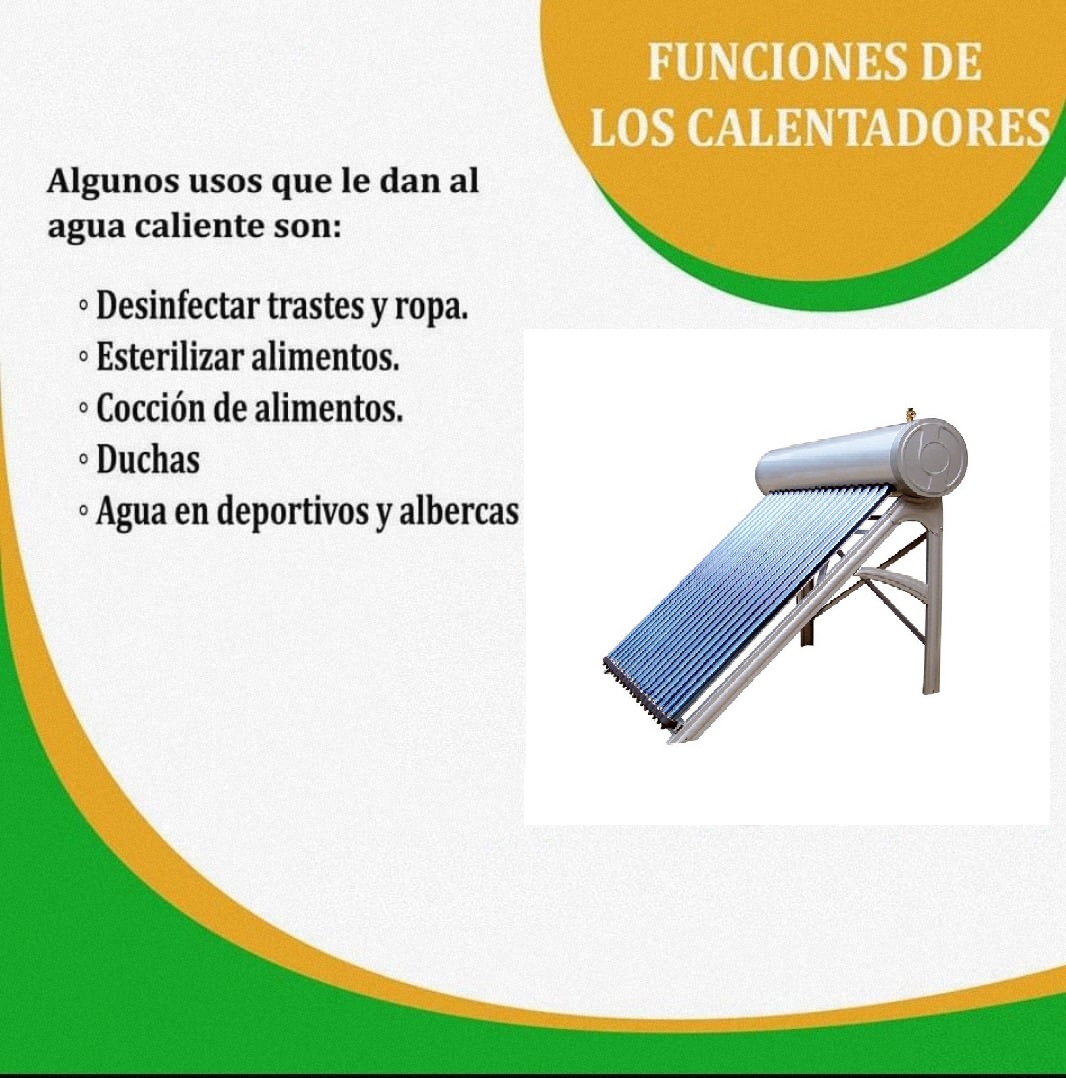 FUNCIONES DE
LOS CALENTADORES
Algunos usos que le dan al
agua caliente son:
◦ Desinfectar trastes y ropa.
◦ Esterilizar alimentos.
◦ Cocción de alimentos.
◦ Duchas
◦ Agua en deportivos y albercas